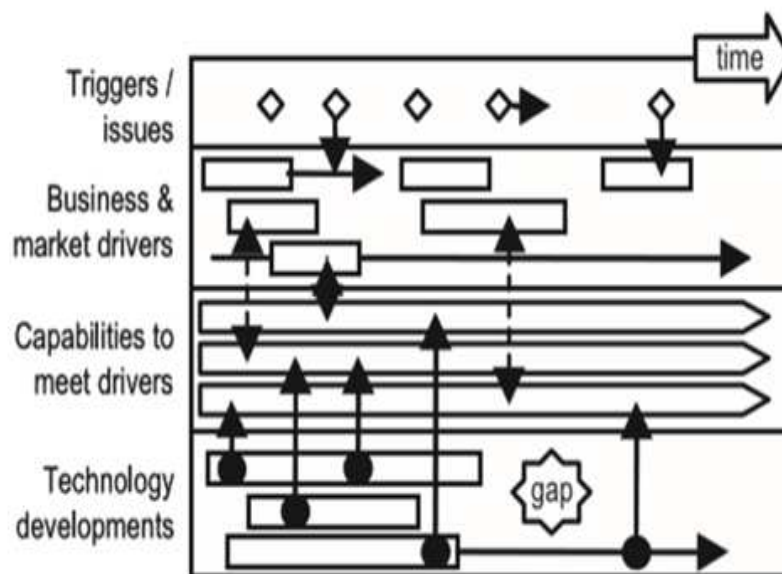 time
Triggers /
issues
Business &
market drivers
Capabilities to
meet drivers
Technology
developments
gap